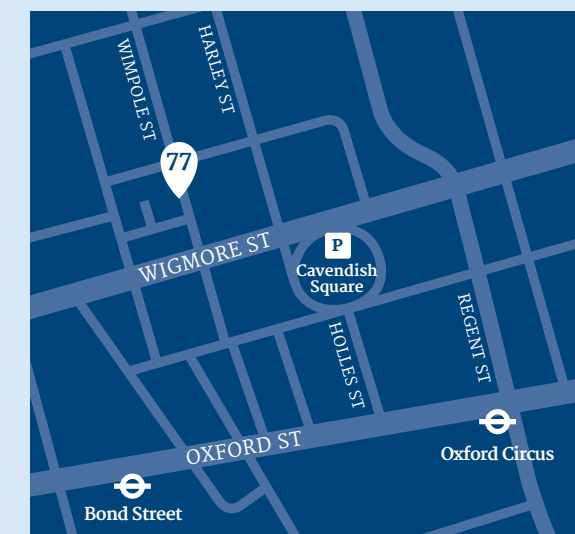 WIMPOLE ST
HARLEY ST
77
WIGMORE ST
P
Cavendish
Square
HOLLES ST
REGENT ST
OXFORD ST
Oxford Circus
Bond Street